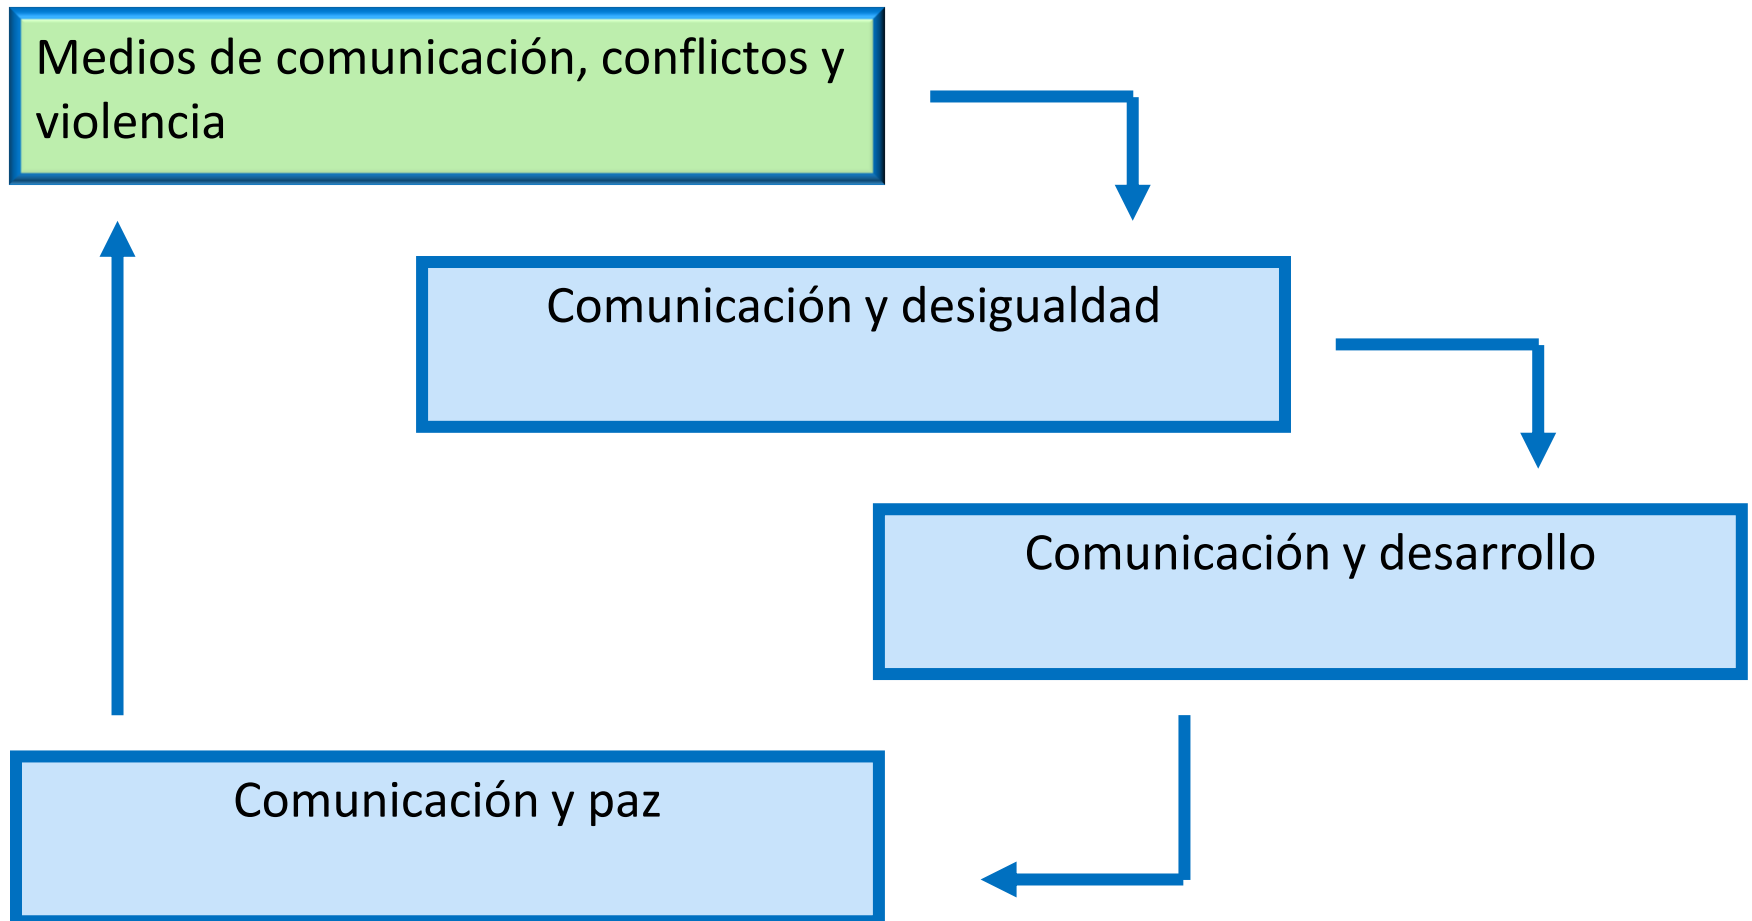 Medios de comunicación, conflictos y
violencia
Comunicación y desigualdad
Comunicación y desarrollo
Comunicación y paz